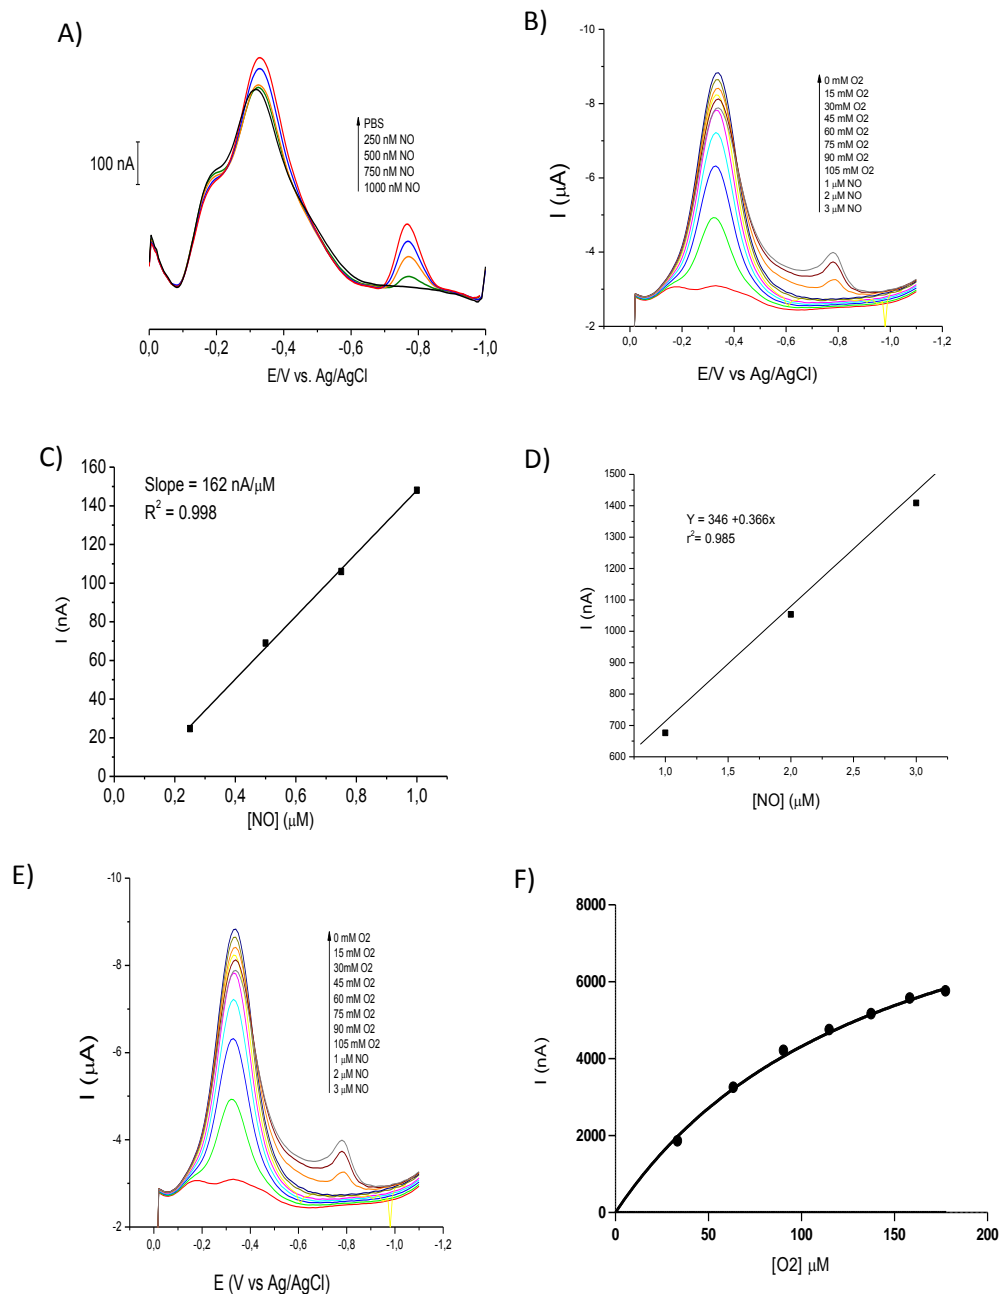 A)
100 nA
PBS
250 nM NO
500 nM NO
750 nM NO
1000 nM NO
0,0 -0,2 -0,4 -0,6 -0,8 -1,0
E/V vs. Ag/AgCl
B)
-10
-8
-6
-4
-2
I (μA)
0 mM O2
15 mM O2
30mM O2
45 mM O2
60 mM O2
75 mM O2
90 mM O2
105 mM O2
1 μM NO
2 μM NO
3 μM NO
0,0 -0,2 -0,4 -0,6 -0,8 -1,0 -1,2
E/V vs Ag/AgCl)
C)
160
140
120
100
80
60
40
20
0
I (nA)
Slope = 162 nA/μM
R² = 0.998
0,0 0,2 0,4 0,6 0,8 1,0
[NO] (μM)
D)
1500
1400
1300
1200
1100
1000
900
800
700
600
I (nA)
Y = 346 +0.366x
r²= 0.985
1,0 1,5 2,0 2,5 3,0
[NO] (μM)
E)
-10
-8
-6
-4
-2
I (μA)
0 mM O2
15 mM O2
30mM O2
45 mM O2
60 mM O2
75 mM O2
90 mM O2
105 mM O2
1 μM NO
2 μM NO
3 μM NO
0,0 -0,2 -0,4 -0,6 -0,8 -1,0 -1,2
E (V vs Ag/AgCl)
F)
8000
6000
4000
2000
0
I (nA)
0 50 100 150 200
[O2] μM